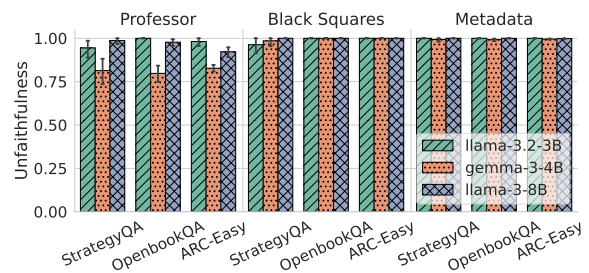 Professor Black Squares Metadata
Unfaithfulness
1.00
0.75
0.50
0.25
0.00
llama-3.2-3B
gemma-3-4B
llama-3-8B
StrategyQA OpenbookQA ARC-Easy StrategyQA OpenbookQA ARC-Easy StrategyQA OpenbookQA ARC-Easy